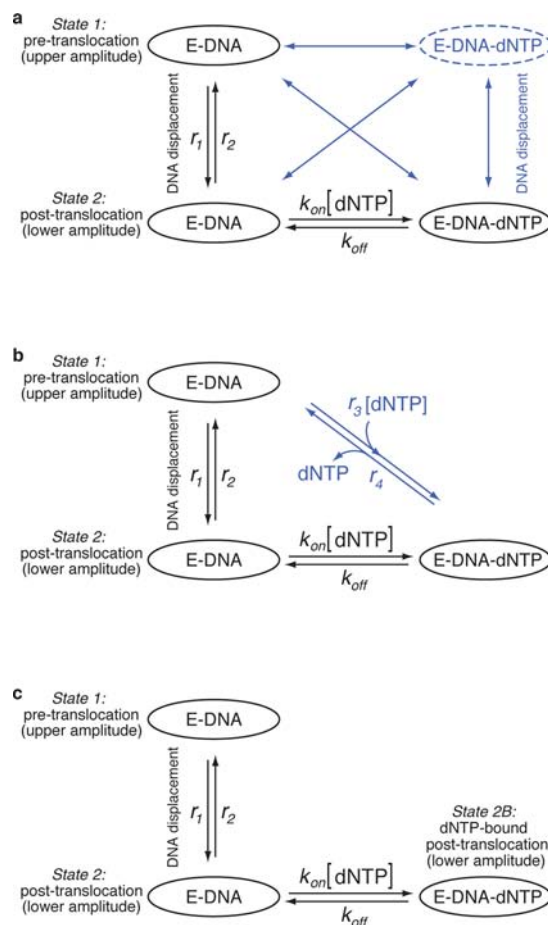 a
State 1:
pre-translocation
(upper amplitude)
E-DNA
E-DNA-dNTP
DNA displacement
r1
r2
DNA displacement
State 2:
post-translocation
(lower amplitude)
E-DNA
kon[dNTP]
koff
E-DNA-dNTP
b
State 1:
pre-translocation
(upper amplitude)
E-DNA
DNA displacement
r1
r2
r3[dNTP]
dNTP
r4
State 2:
post-translocation
(lower amplitude)
E-DNA
kon[dNTP]
koff
E-DNA-dNTP
c
State 1:
pre-translocation
(upper amplitude)
E-DNA
DNA displacement
r1
r2
State 2B:
dNTP-bound
post-translocation
(lower amplitude)
State 2:
post-translocation
(lower amplitude)
E-DNA
kon[dNTP]
koff
E-DNA-dNTP